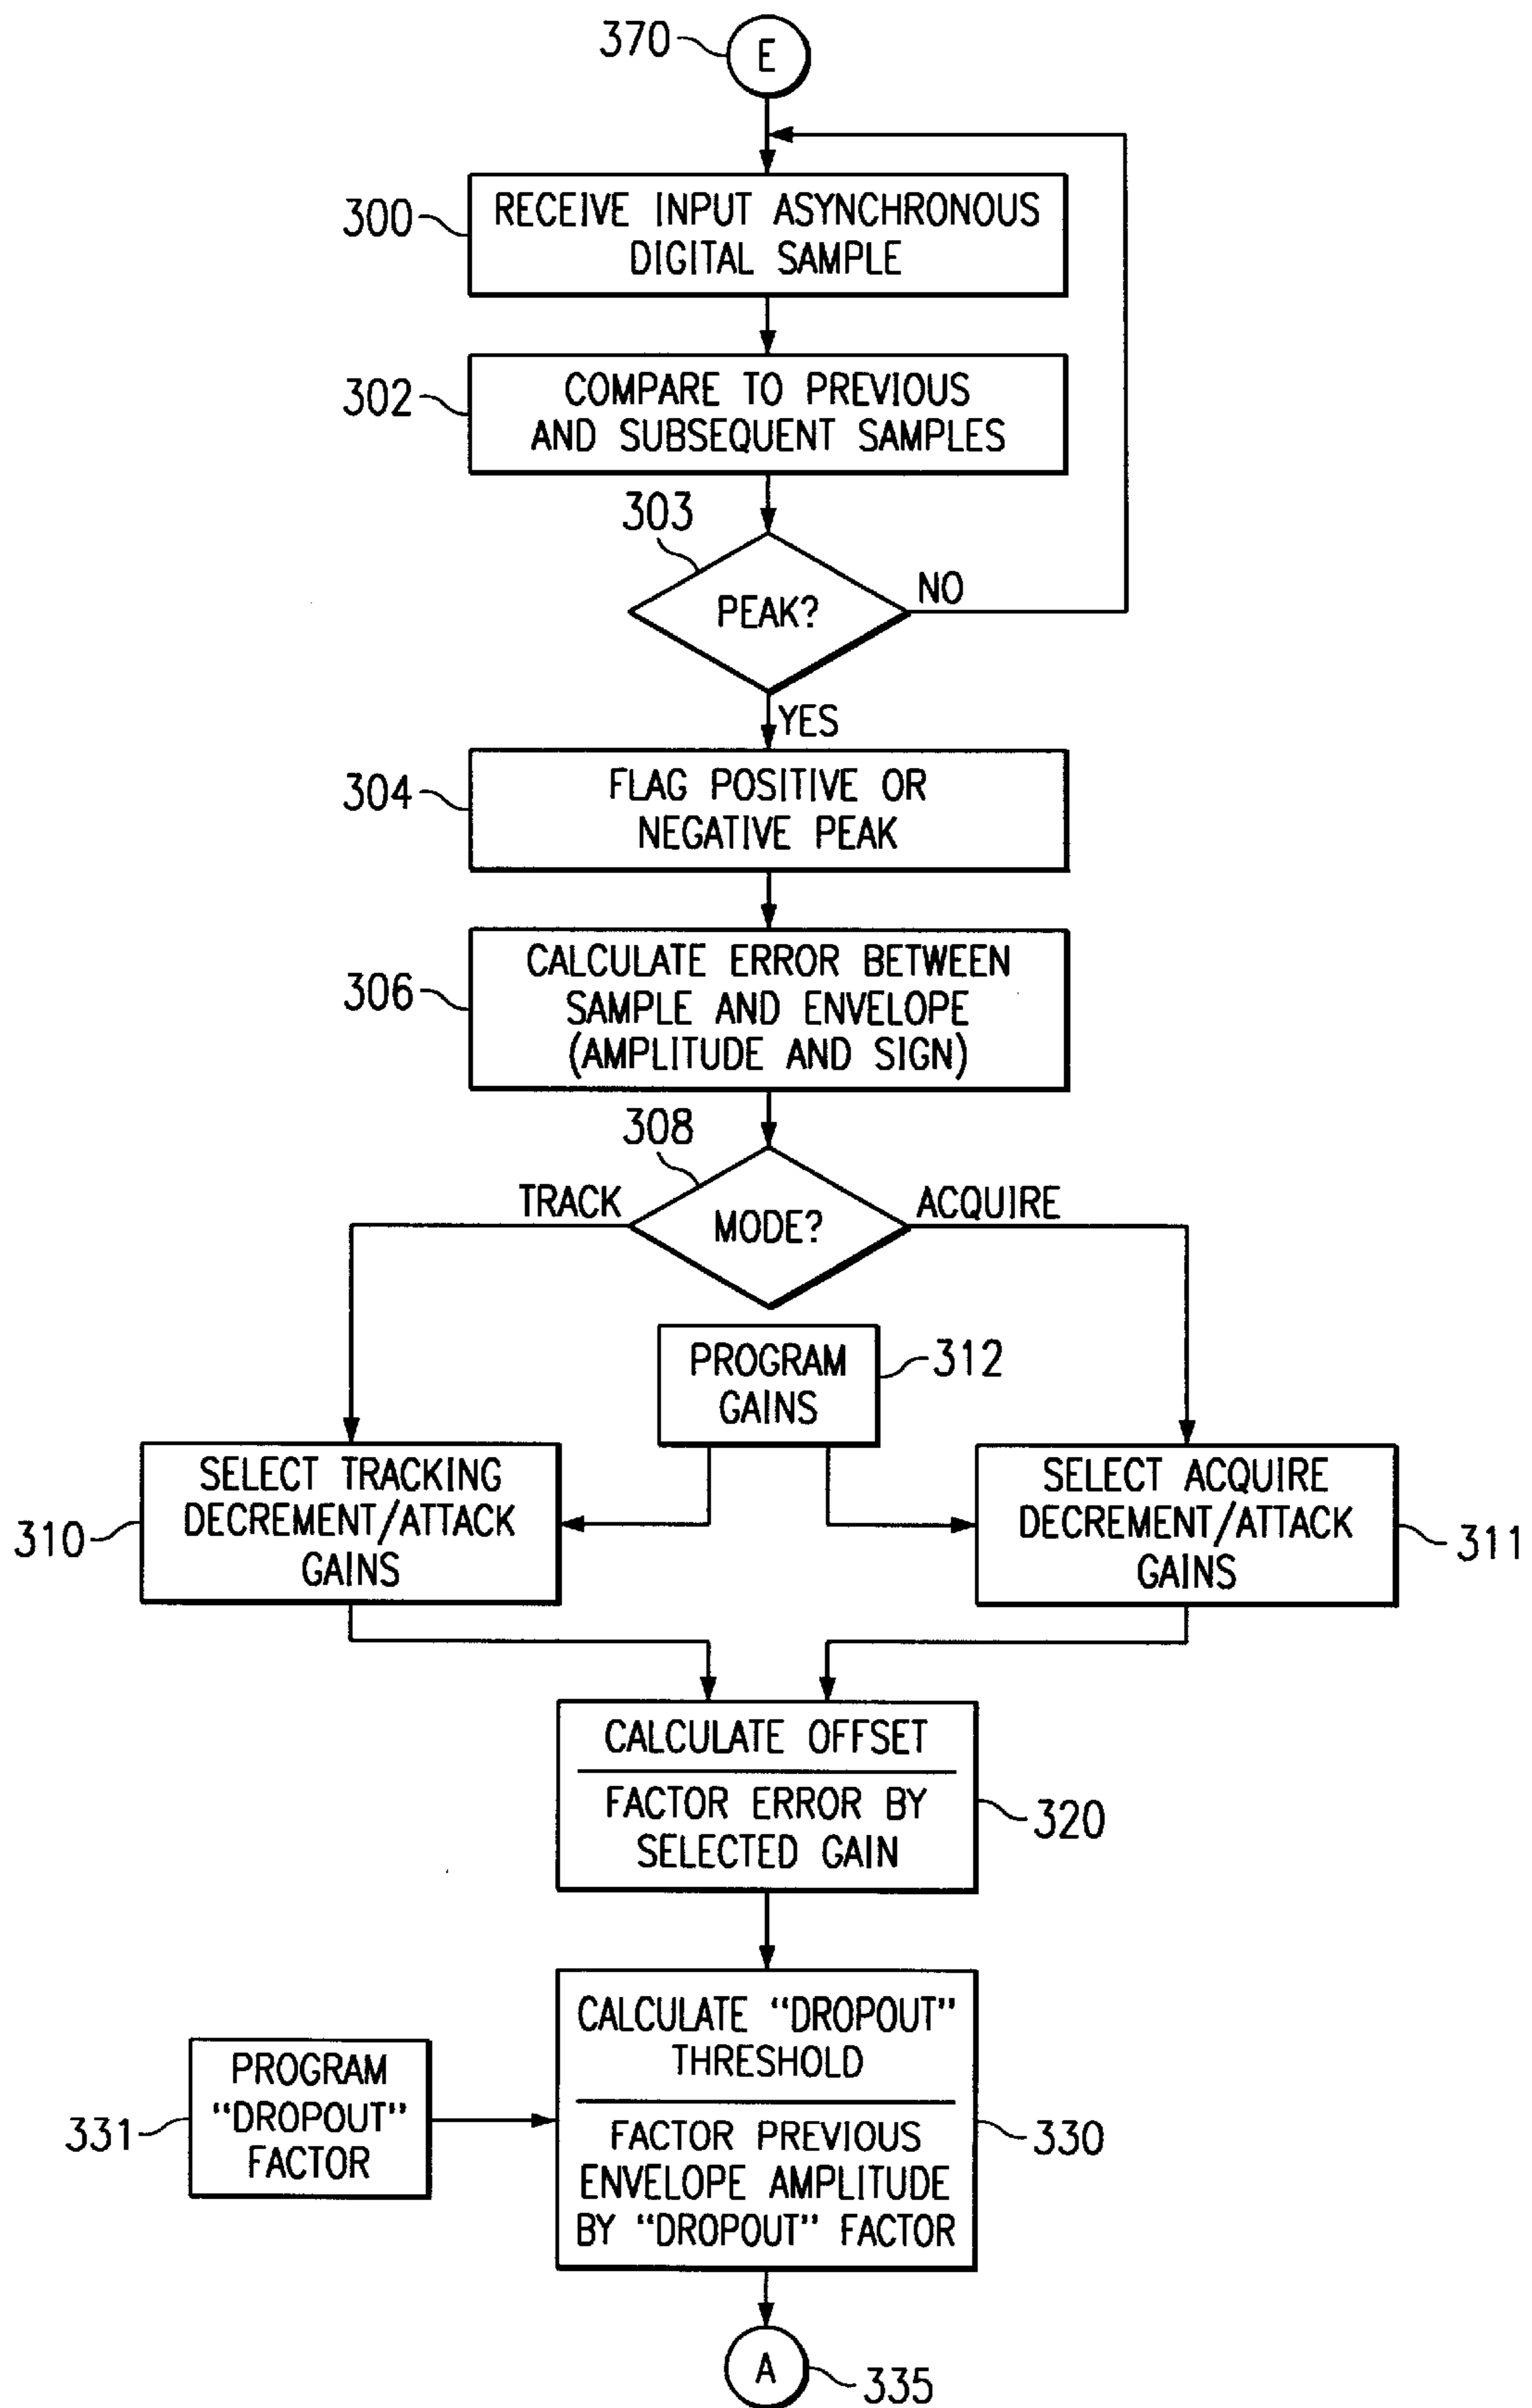 370
E
300
RECEIVE INPUT ASYNCHRONOUS
DIGITAL SAMPLE
302
COMPARE TO PREVIOUS
AND SUBSEQUENT SAMPLES
303
PEAK?
NO
YES
304
FLAG POSITIVE OR
NEGATIVE PEAK
306
CALCULATE ERROR BETWEEN
SAMPLE AND ENVELOPE
(AMPLITUDE AND SIGN)
308
TRACK
MODE?
ACQUIRE
PROGRAM
GAINS
312
310
SELECT TRACKING
DECREMENT/ATTACK
GAINS
SELECT ACQUIRE
DECREMENT/ATTACK
GAINS
311
CALCULATE OFFSET
FACTOR ERROR BY
SELECTED GAIN
320
331
PROGRAM
"DROPOUT"
FACTOR
CALCULATE "DROPOUT"
THRESHOLD
FACTOR PREVIOUS
ENVELOPE AMPLITUDE
BY "DROPOUT" FACTOR
330
A
335